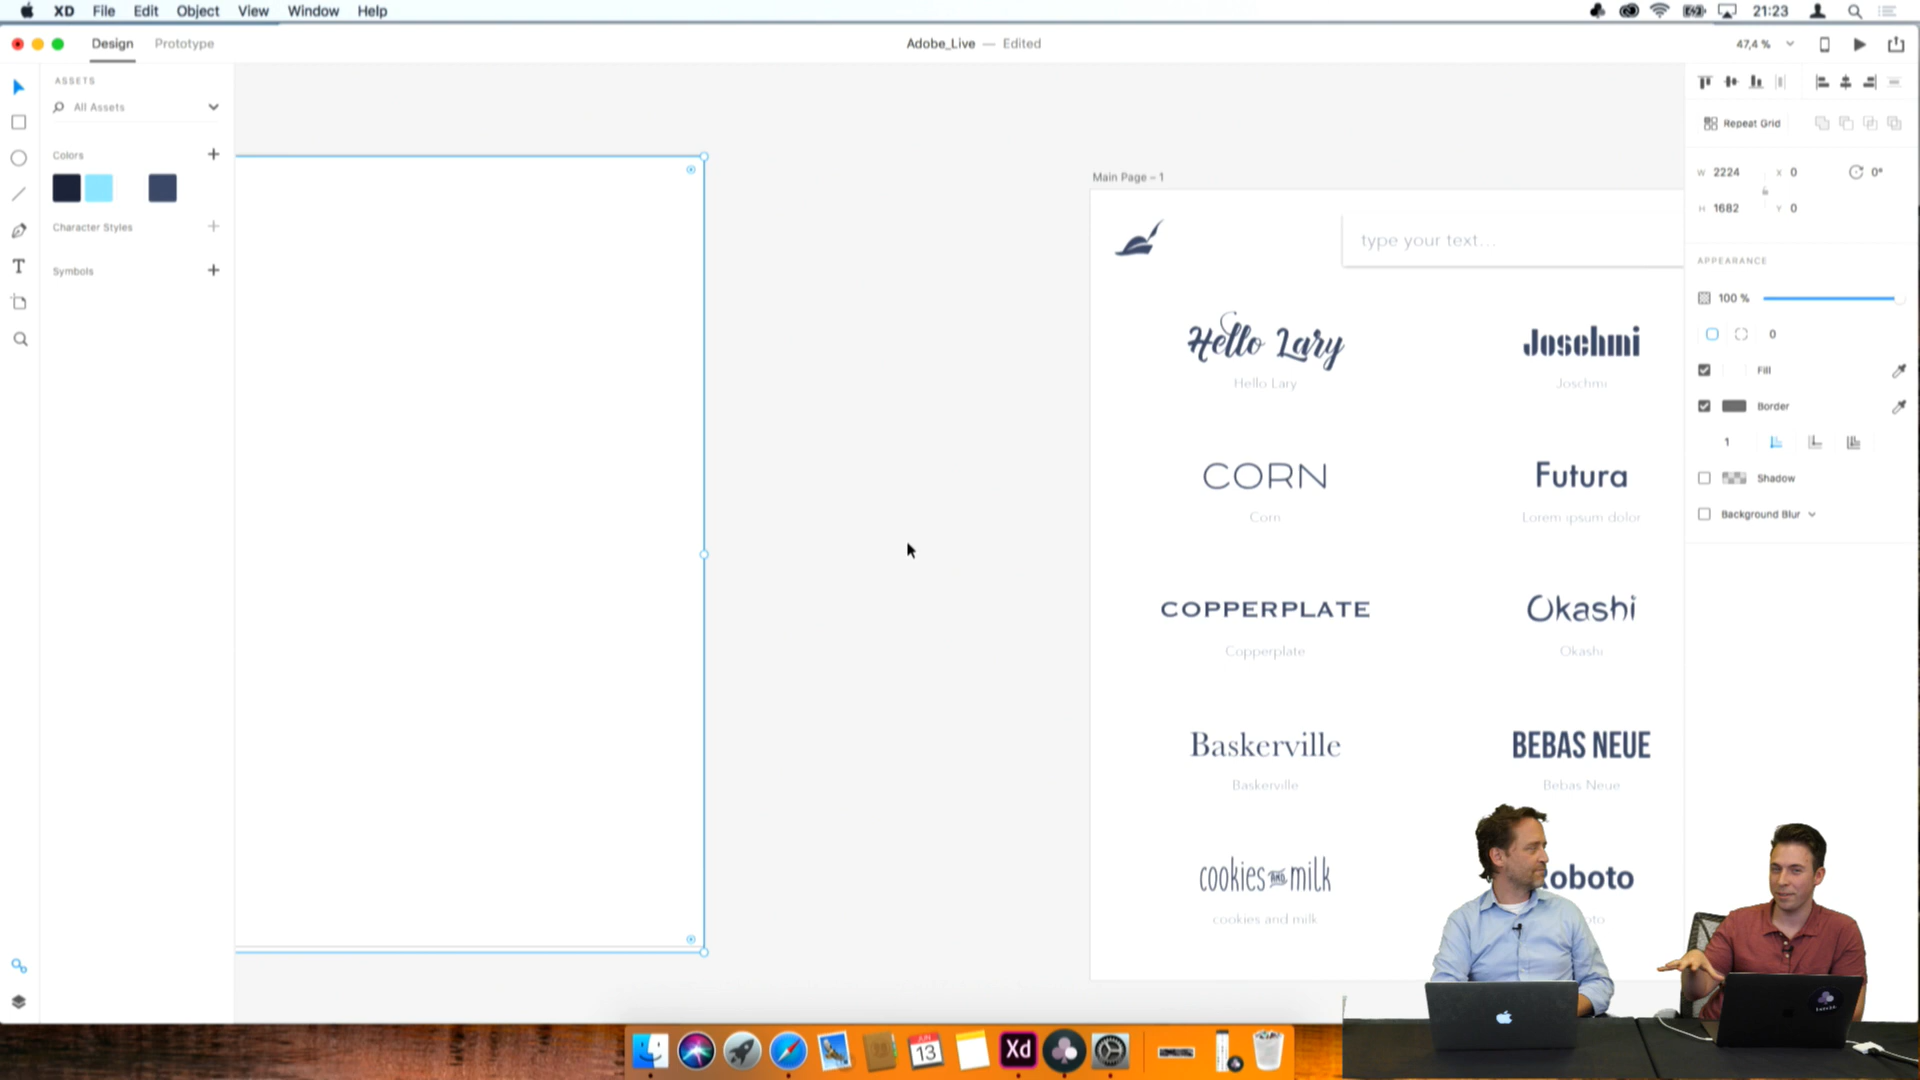 XD File Edit Object View Window Help
21:23
Design Prototype
Adobe_Live — Edited
47,4 %
ASSETS
All Assets
Colors
Character Styles
Symbols
Main Page – 1
type your text...
Hello Lary
Hello Lary
Joschmi
Joschmi
CORN
Corn
Futura
Lorem ipsum dolor
COPPERPLATE
Copperplate
Okashi
Okashi
Baskerville
Baskerville
BEBAS NEUE
Bebas Neue
cookies AND milk
cookies and milk
oboto
oto
Repeat Grid
W 2224 X 0 0°
H 1682 Y 0
APPEARANCE
100 %
0
Fill
Border
1
Shadow
Background Blur
13
Xd